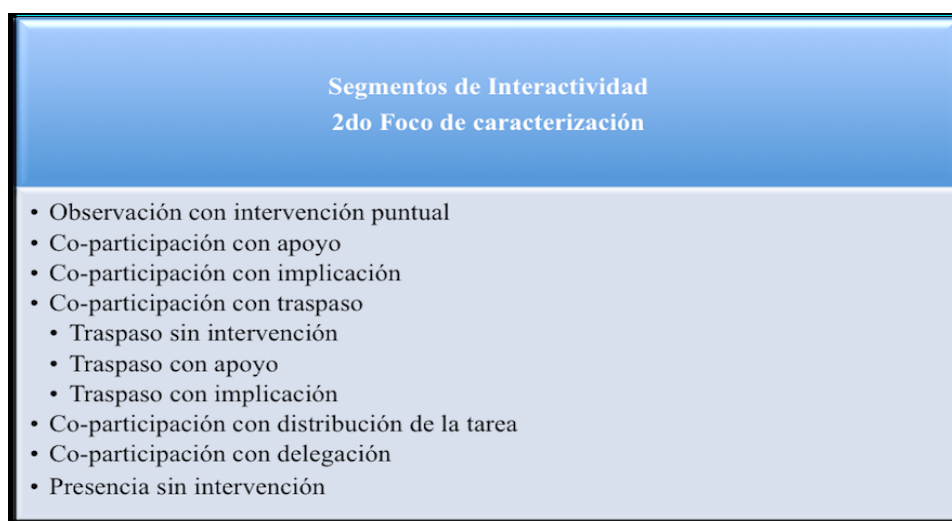 Segmentos de Interactividad
2do Foco de caracterización
• Observación con intervención puntual
• Co-participación con apoyo
• Co-participación con implicación
• Co-participación con traspaso
• Traspaso sin intervención
• Traspaso con apoyo
• Traspaso con implicación
• Co-participación con distribución de la tarea
• Co-participación con delegación
• Presencia sin intervención